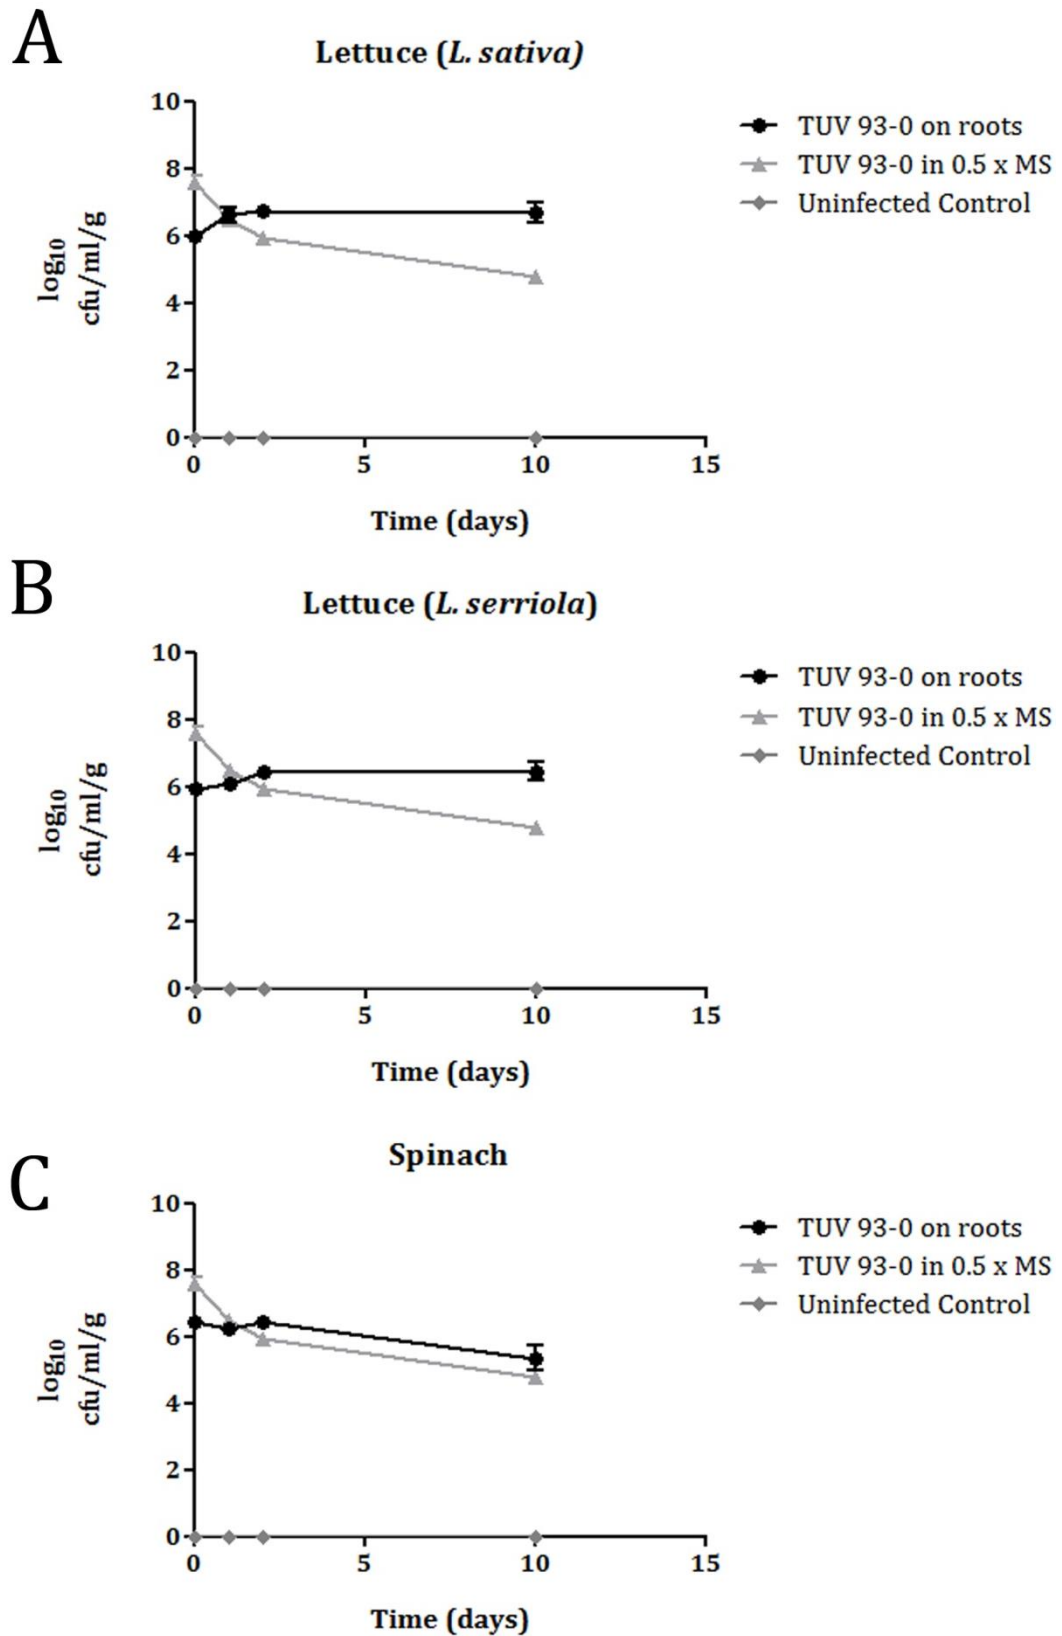 A
Lettuce (L. sativa)
10
8
6
4
2
0
log10
cfu/ml/g
0 5 10 15
Time (days)
TUV 93-0 on roots
TUV 93-0 in 0.5 x MS
Uninfected Control
B
Lettuce (L. serriola)
10
8
6
4
2
0
log10
cfu/ml/g
0 5 10 15
Time (days)
TUV 93-0 on roots
TUV 93-0 in 0.5 x MS
Uninfected Control
C
Spinach
10
8
6
4
2
0
log10
cfu/ml/g
0 5 10 15
Time (days)
TUV 93-0 on roots
TUV 93-0 in 0.5 x MS
Uninfected Control